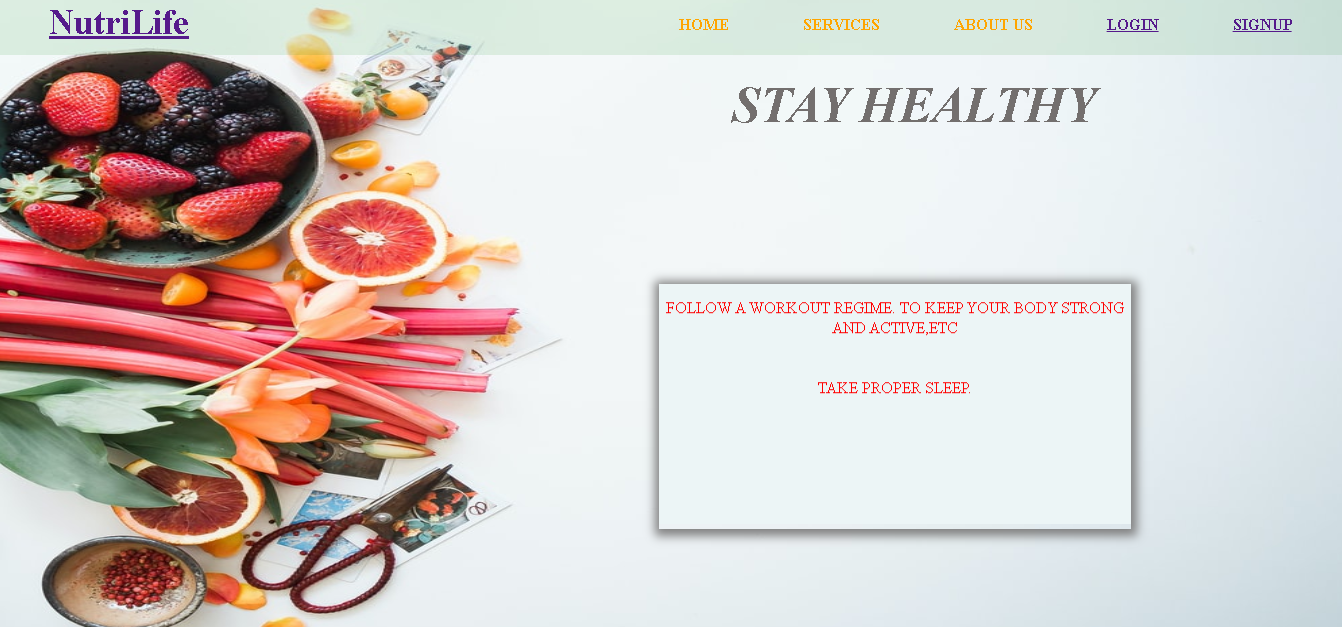 NutriLife
HOME SERVICES ABOUT US LOGIN SIGNUP
STAY HEALTHY
FOLLOW A WORKOUT REGIME. TO KEEP YOUR BODY STRONG
AND ACTIVE,ETC
TAKE PROPER SLEEP.